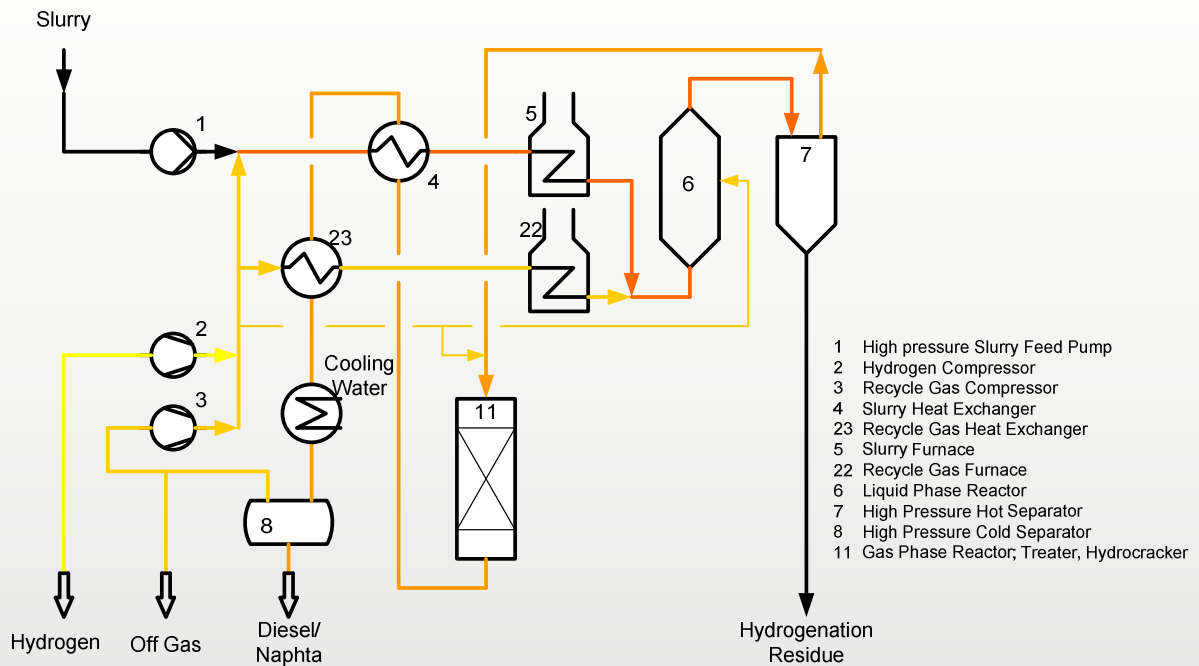 Slurry
1
5
4
6
7
23
22
2
Cooling
Water
3
11
8
1 High pressure Slurry Feed Pump
2 Hydrogen Compressor
3 Recycle Gas Compressor
4 Slurry Heat Exchanger
23 Recycle Gas Heat Exchanger
5 Slurry Furnace
22 Recycle Gas Furnace
6 Liquid Phase Reactor
7 High Pressure Hot Separator
8 High Pressure Cold Separator
11 Gas Phase Reactor; Treater, Hydrocracker
Hydrogen
Off Gas
Diesel/
Naphta
Hydrogenation
Residue